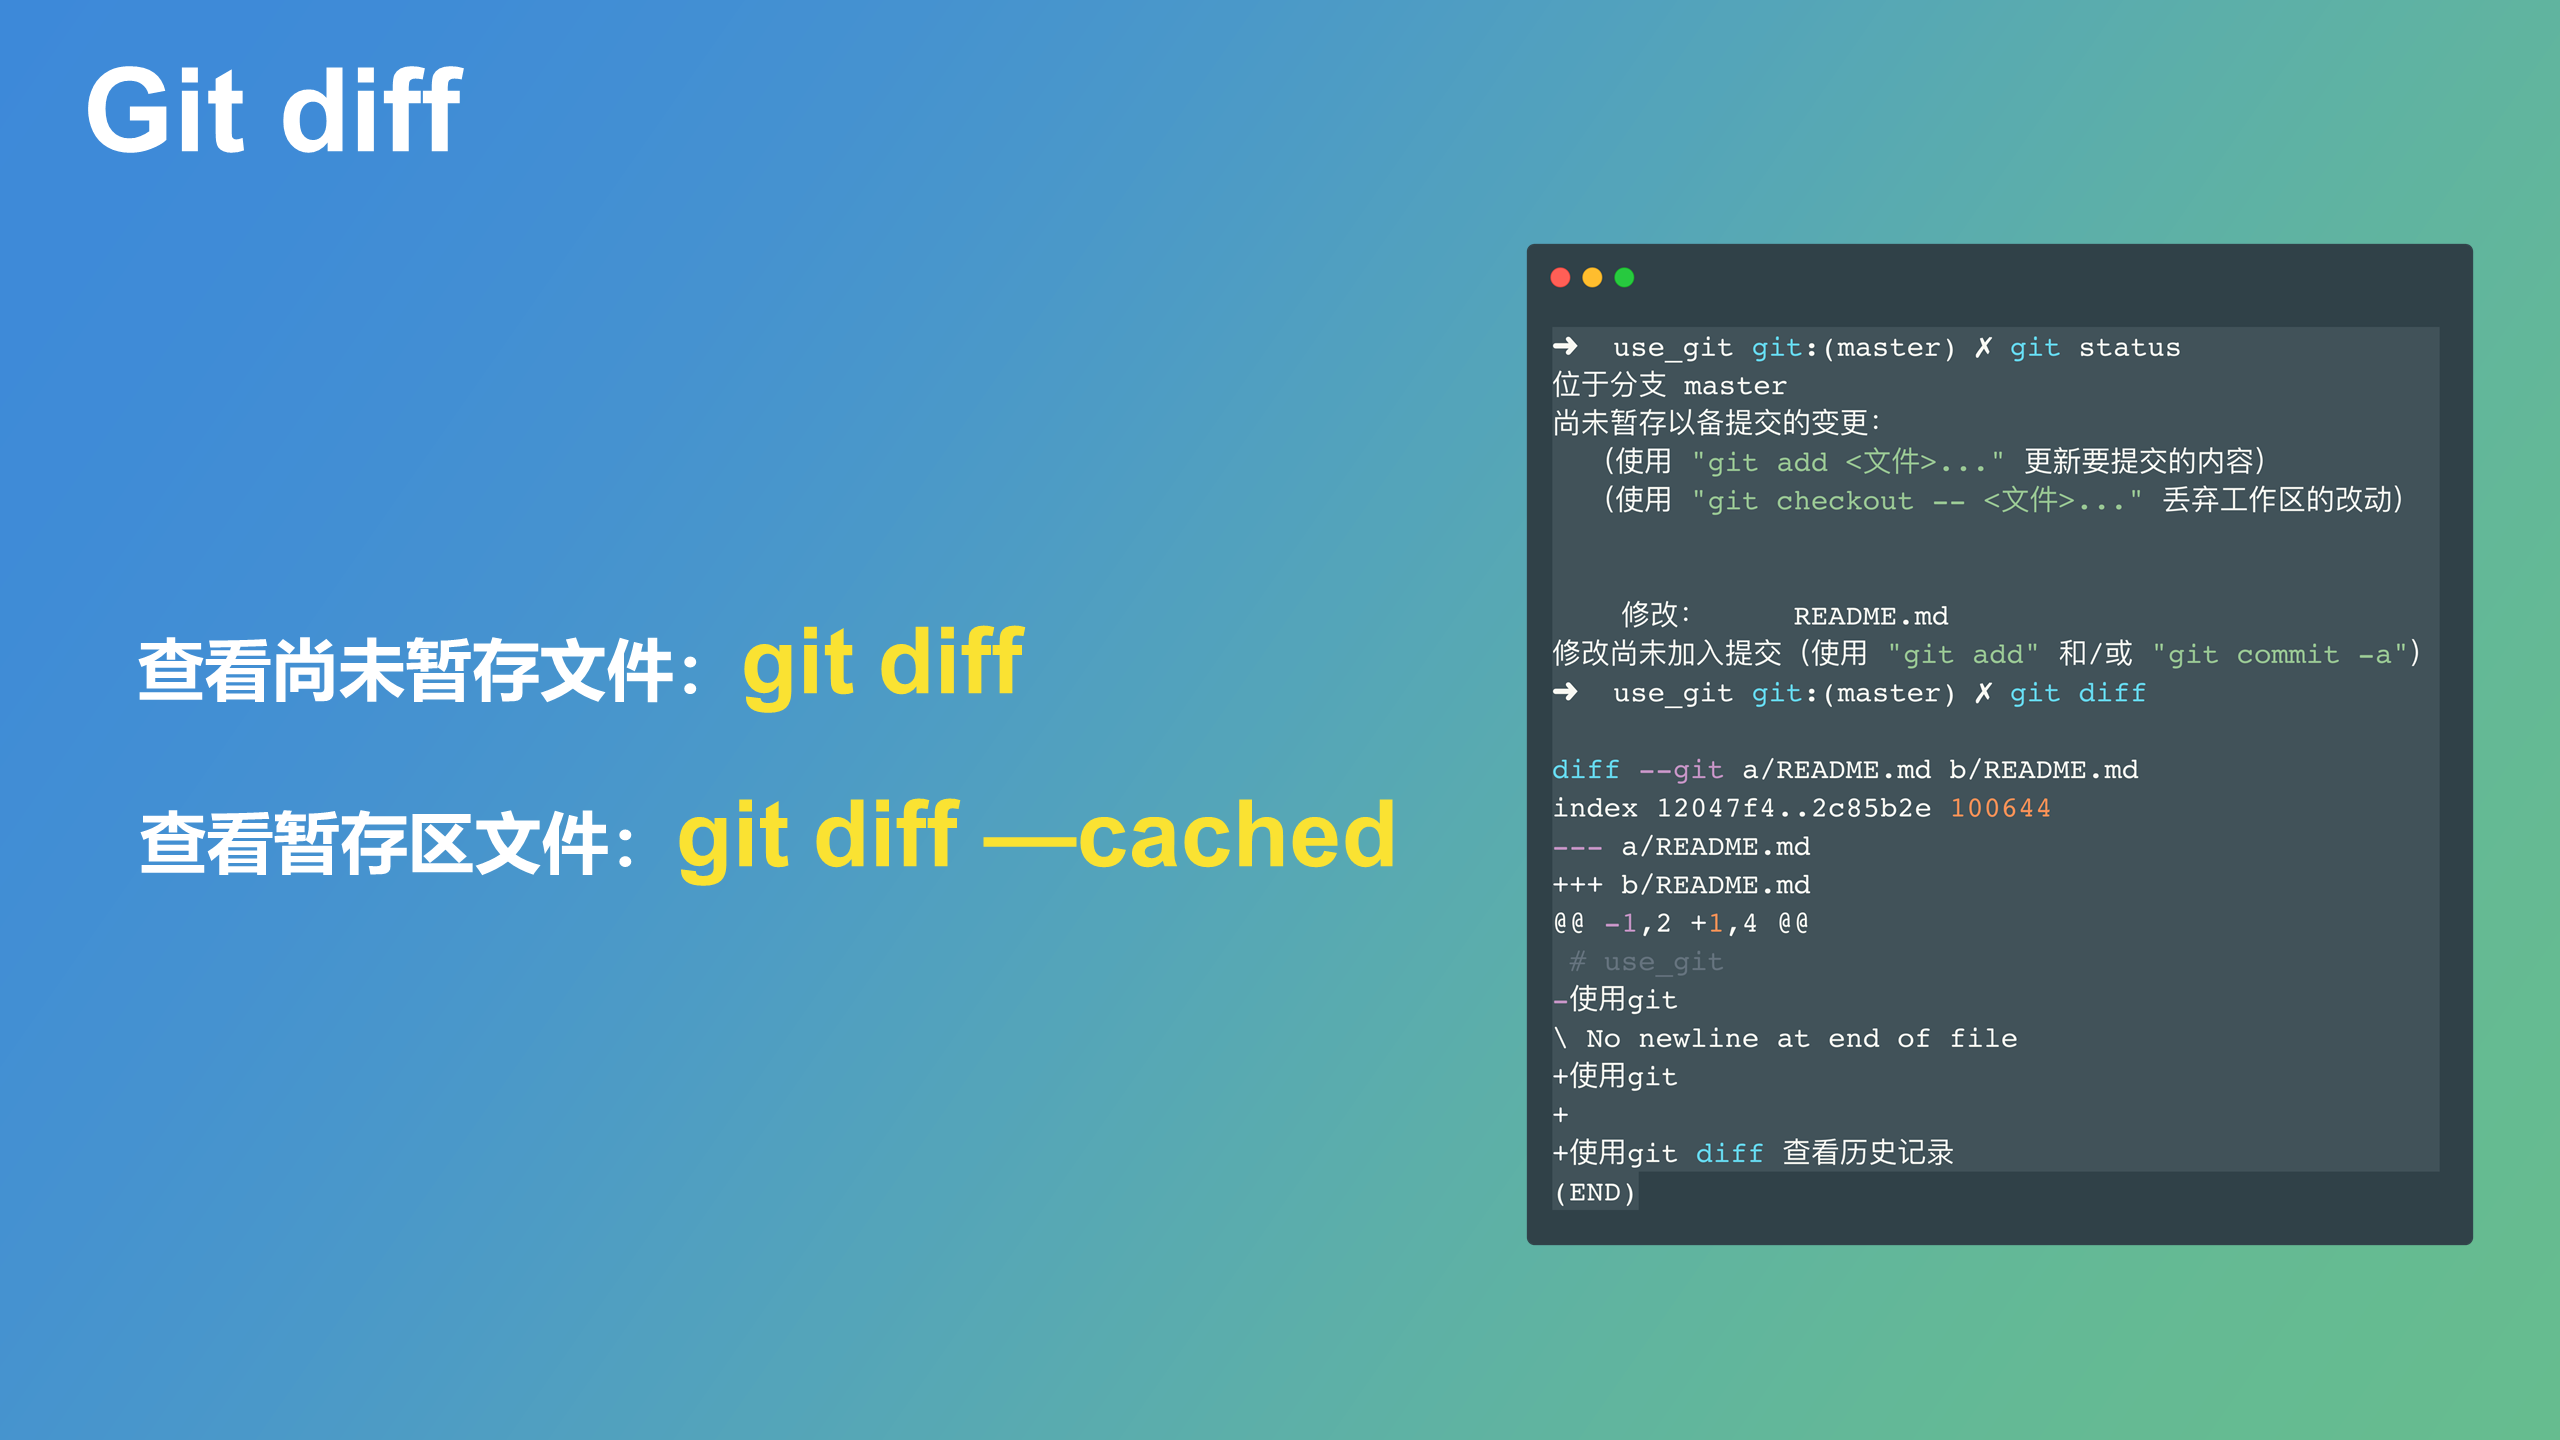 Git diff
查看尚未暂存文件：git diff
查看暂存区文件：git diff —cached
➜  use_git git:(master) ✗ git status
位于分支 master
尚未暂存以备提交的变更：
  （使用 "git add <文件>..." 更新要提交的内容）
  （使用 "git checkout -- <文件>..." 丢弃工作区的改动）
    修改：     README.md
修改尚未加入提交（使用 "git add" 和/或 "git commit -a"）
➜  use_git git:(master) ✗ git diff
diff --git a/README.md b/README.md
index 12047f4..2c85b2e 100644
--- a/README.md
+++ b/README.md
@@ -1,2 +1,4 @@
 # use_git
-使用git
\ No newline at end of file
+使用git
+
+使用git diff 查看历史记录
(END)